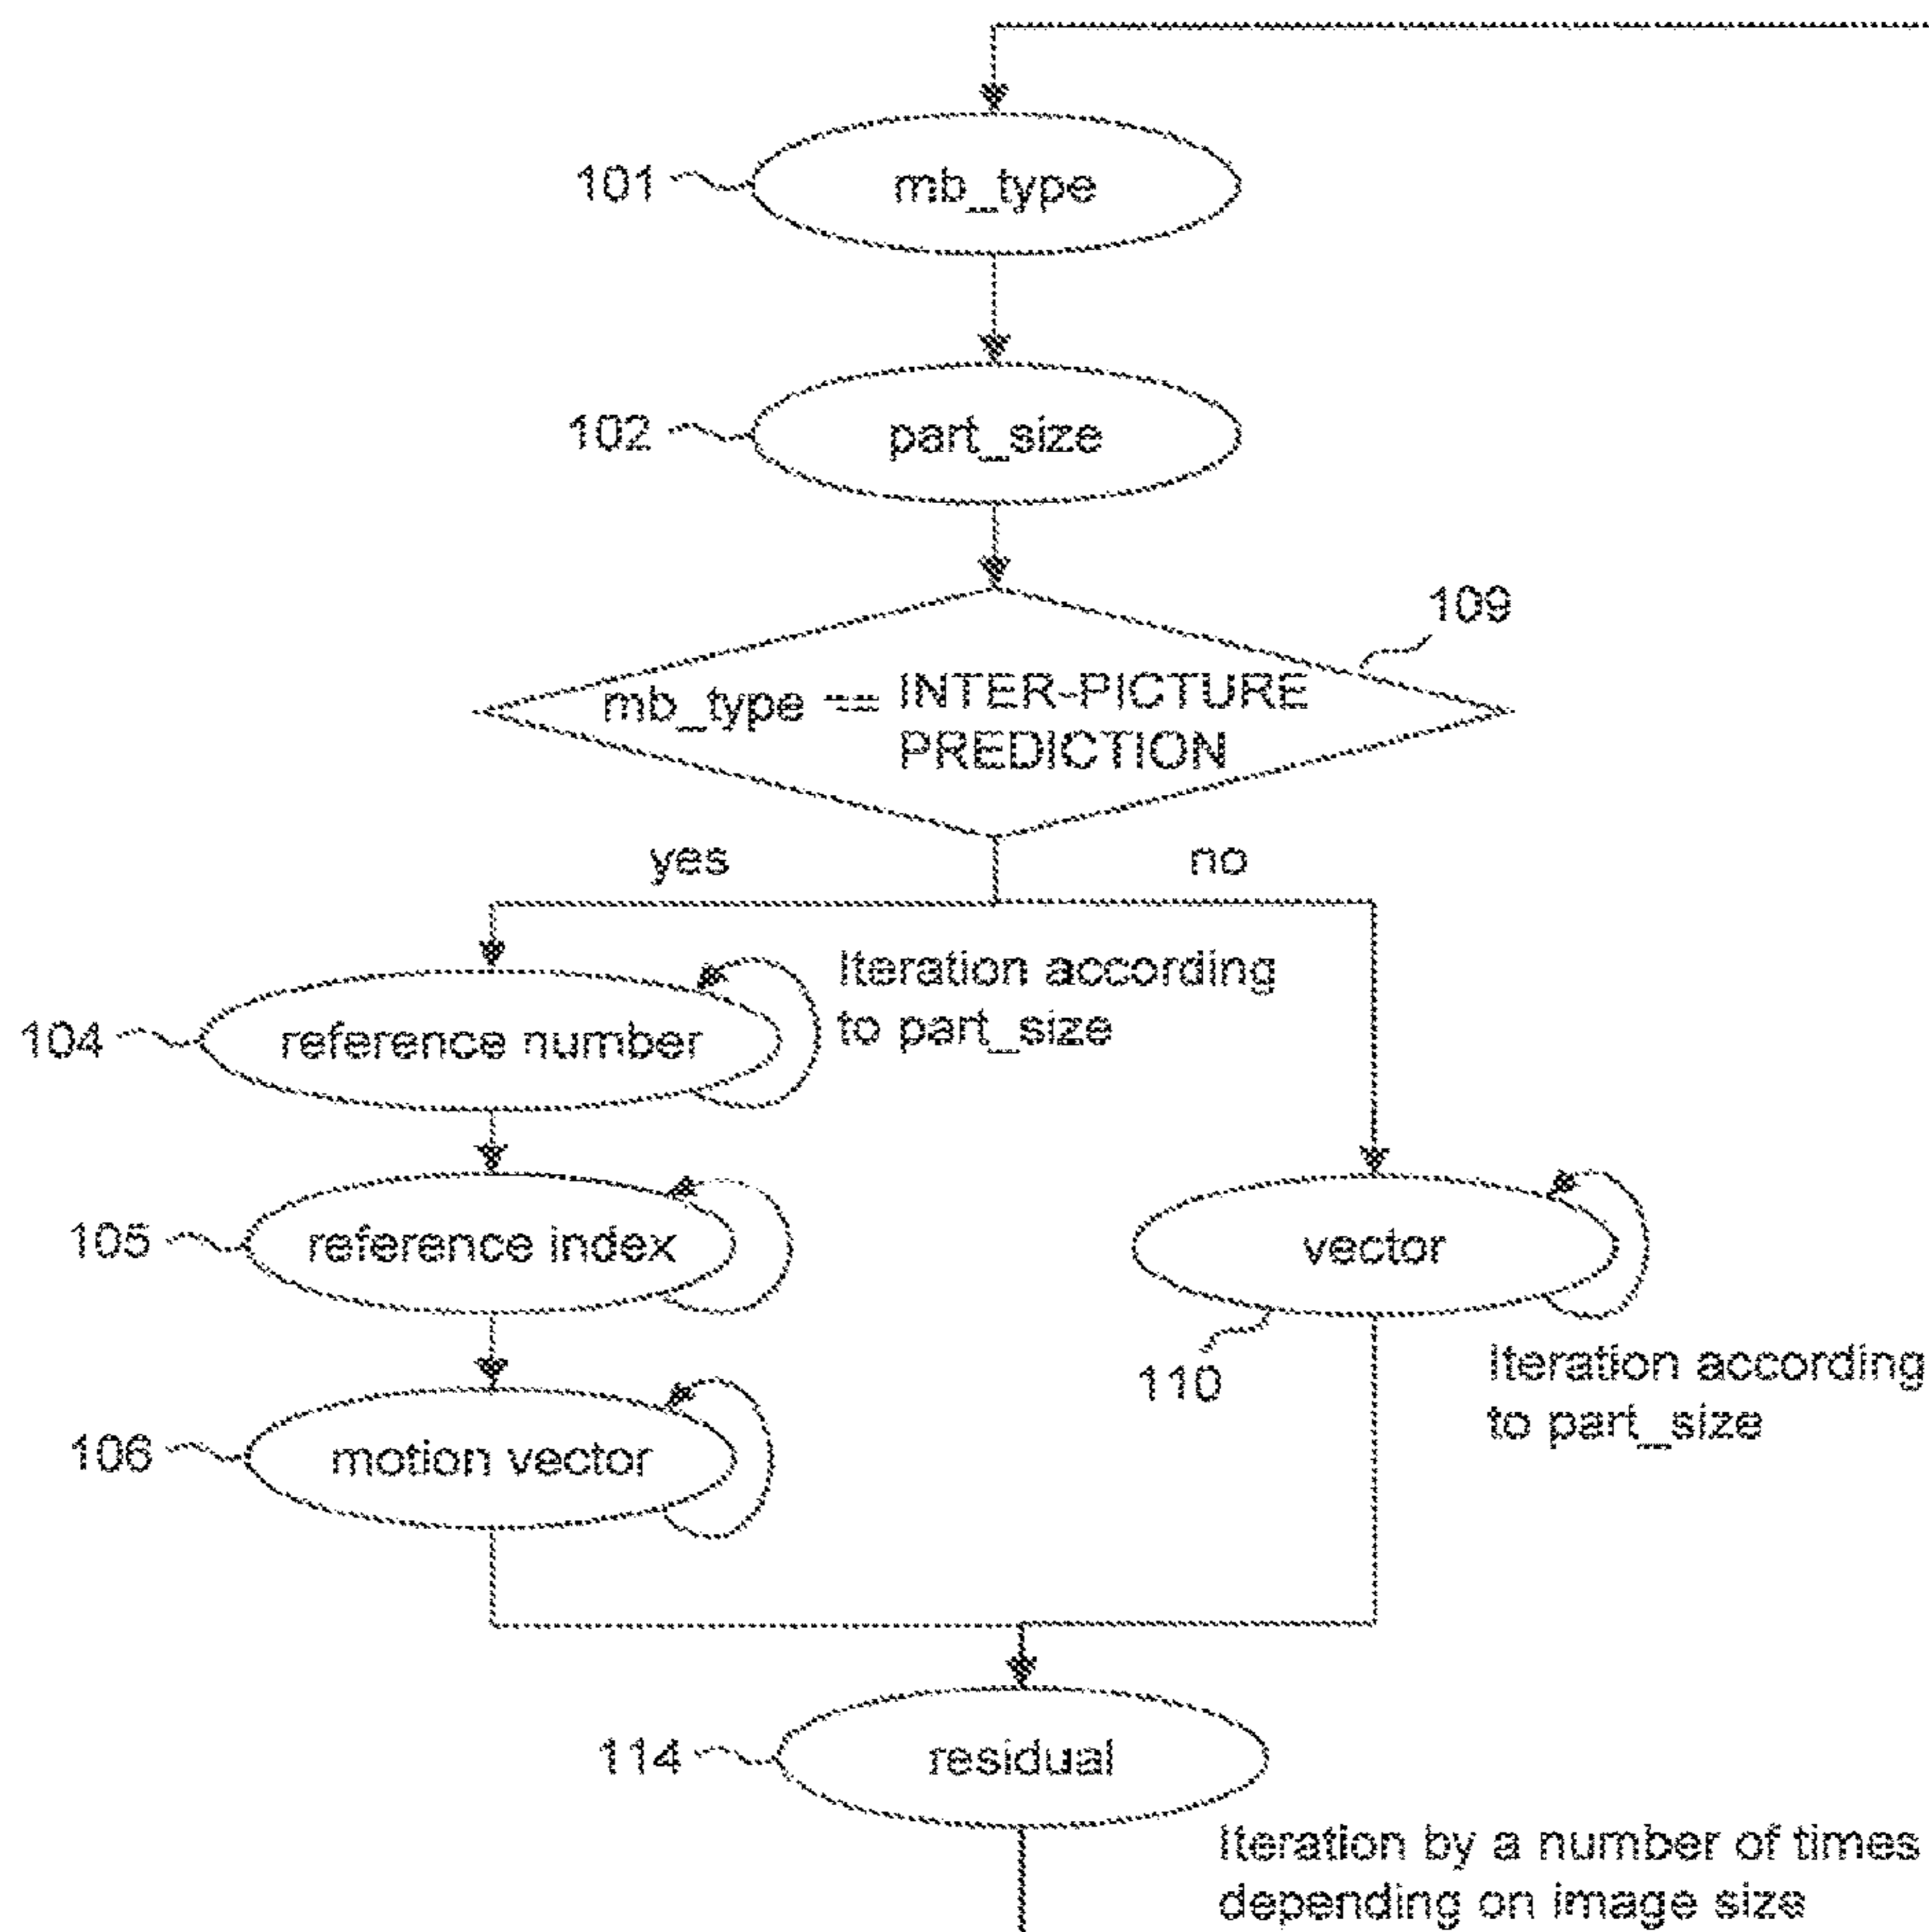 101
mb_type
102
part_size
109
mb_type == INTER-PICTURE
PREDICTION
yes
no
Iteration according
to part_size
104
reference number
105
reference index
vector
110
Iteration according
to part_size
106
motion vector
114
residual
Iteration by a number of times
depending on image size